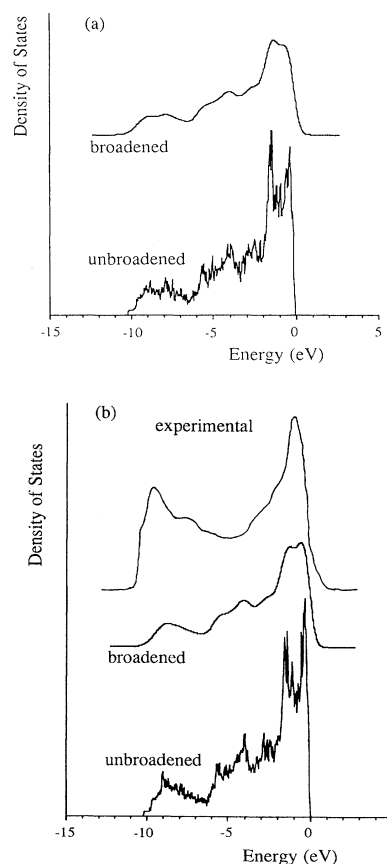 (a)
Density of States
broadened
unbroadened
-15 -10 -5 0 5
Energy (eV)
(b)
experimental
Density of States
broadened
unbroadened
-15 -10 -5 0
Energy (eV)